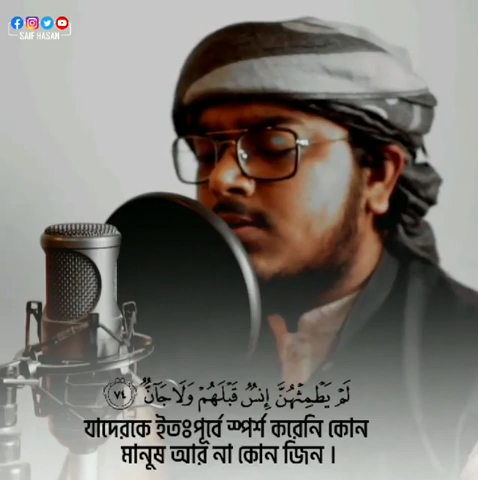 SAIF HASAN
لَمْ يَطْمِثْهُنَّ إِنسٌ قَبْلَهُمْ وَلَا جَانٌّ ٧٤
যাদেরকে ইতঃপূর্বে স্পর্শ করেনি কোন
মানুষ আর না কোন জিন।